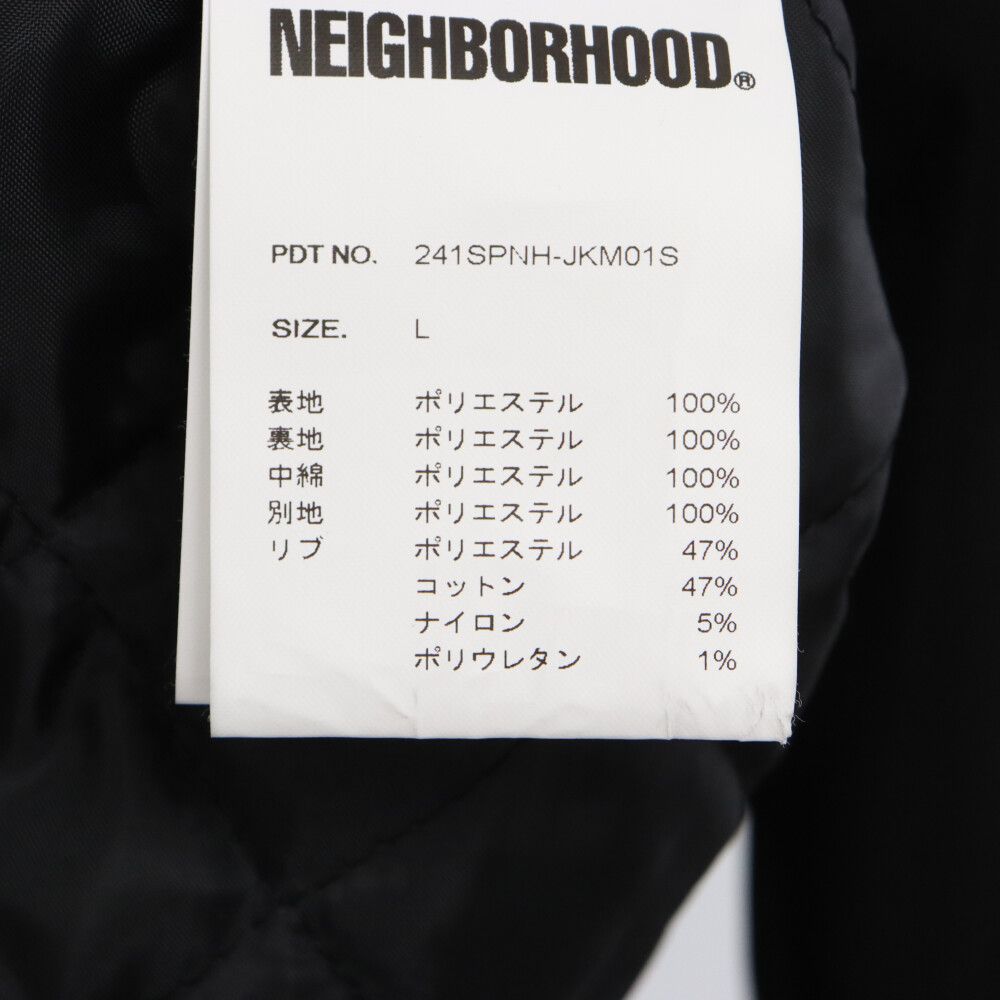 NEIGHBORHOOD®
PDT NO. 241SPNH-JKM01S
SIZE. L
表地 ポリエステル 100%
裏地 ポリエステル 100%
中綿 ポリエステル 100%
別地 ポリエステル 100%
リブ ポリエステル 47%
コットン 47%
ナイロン 5%
ポリウレタン 1%